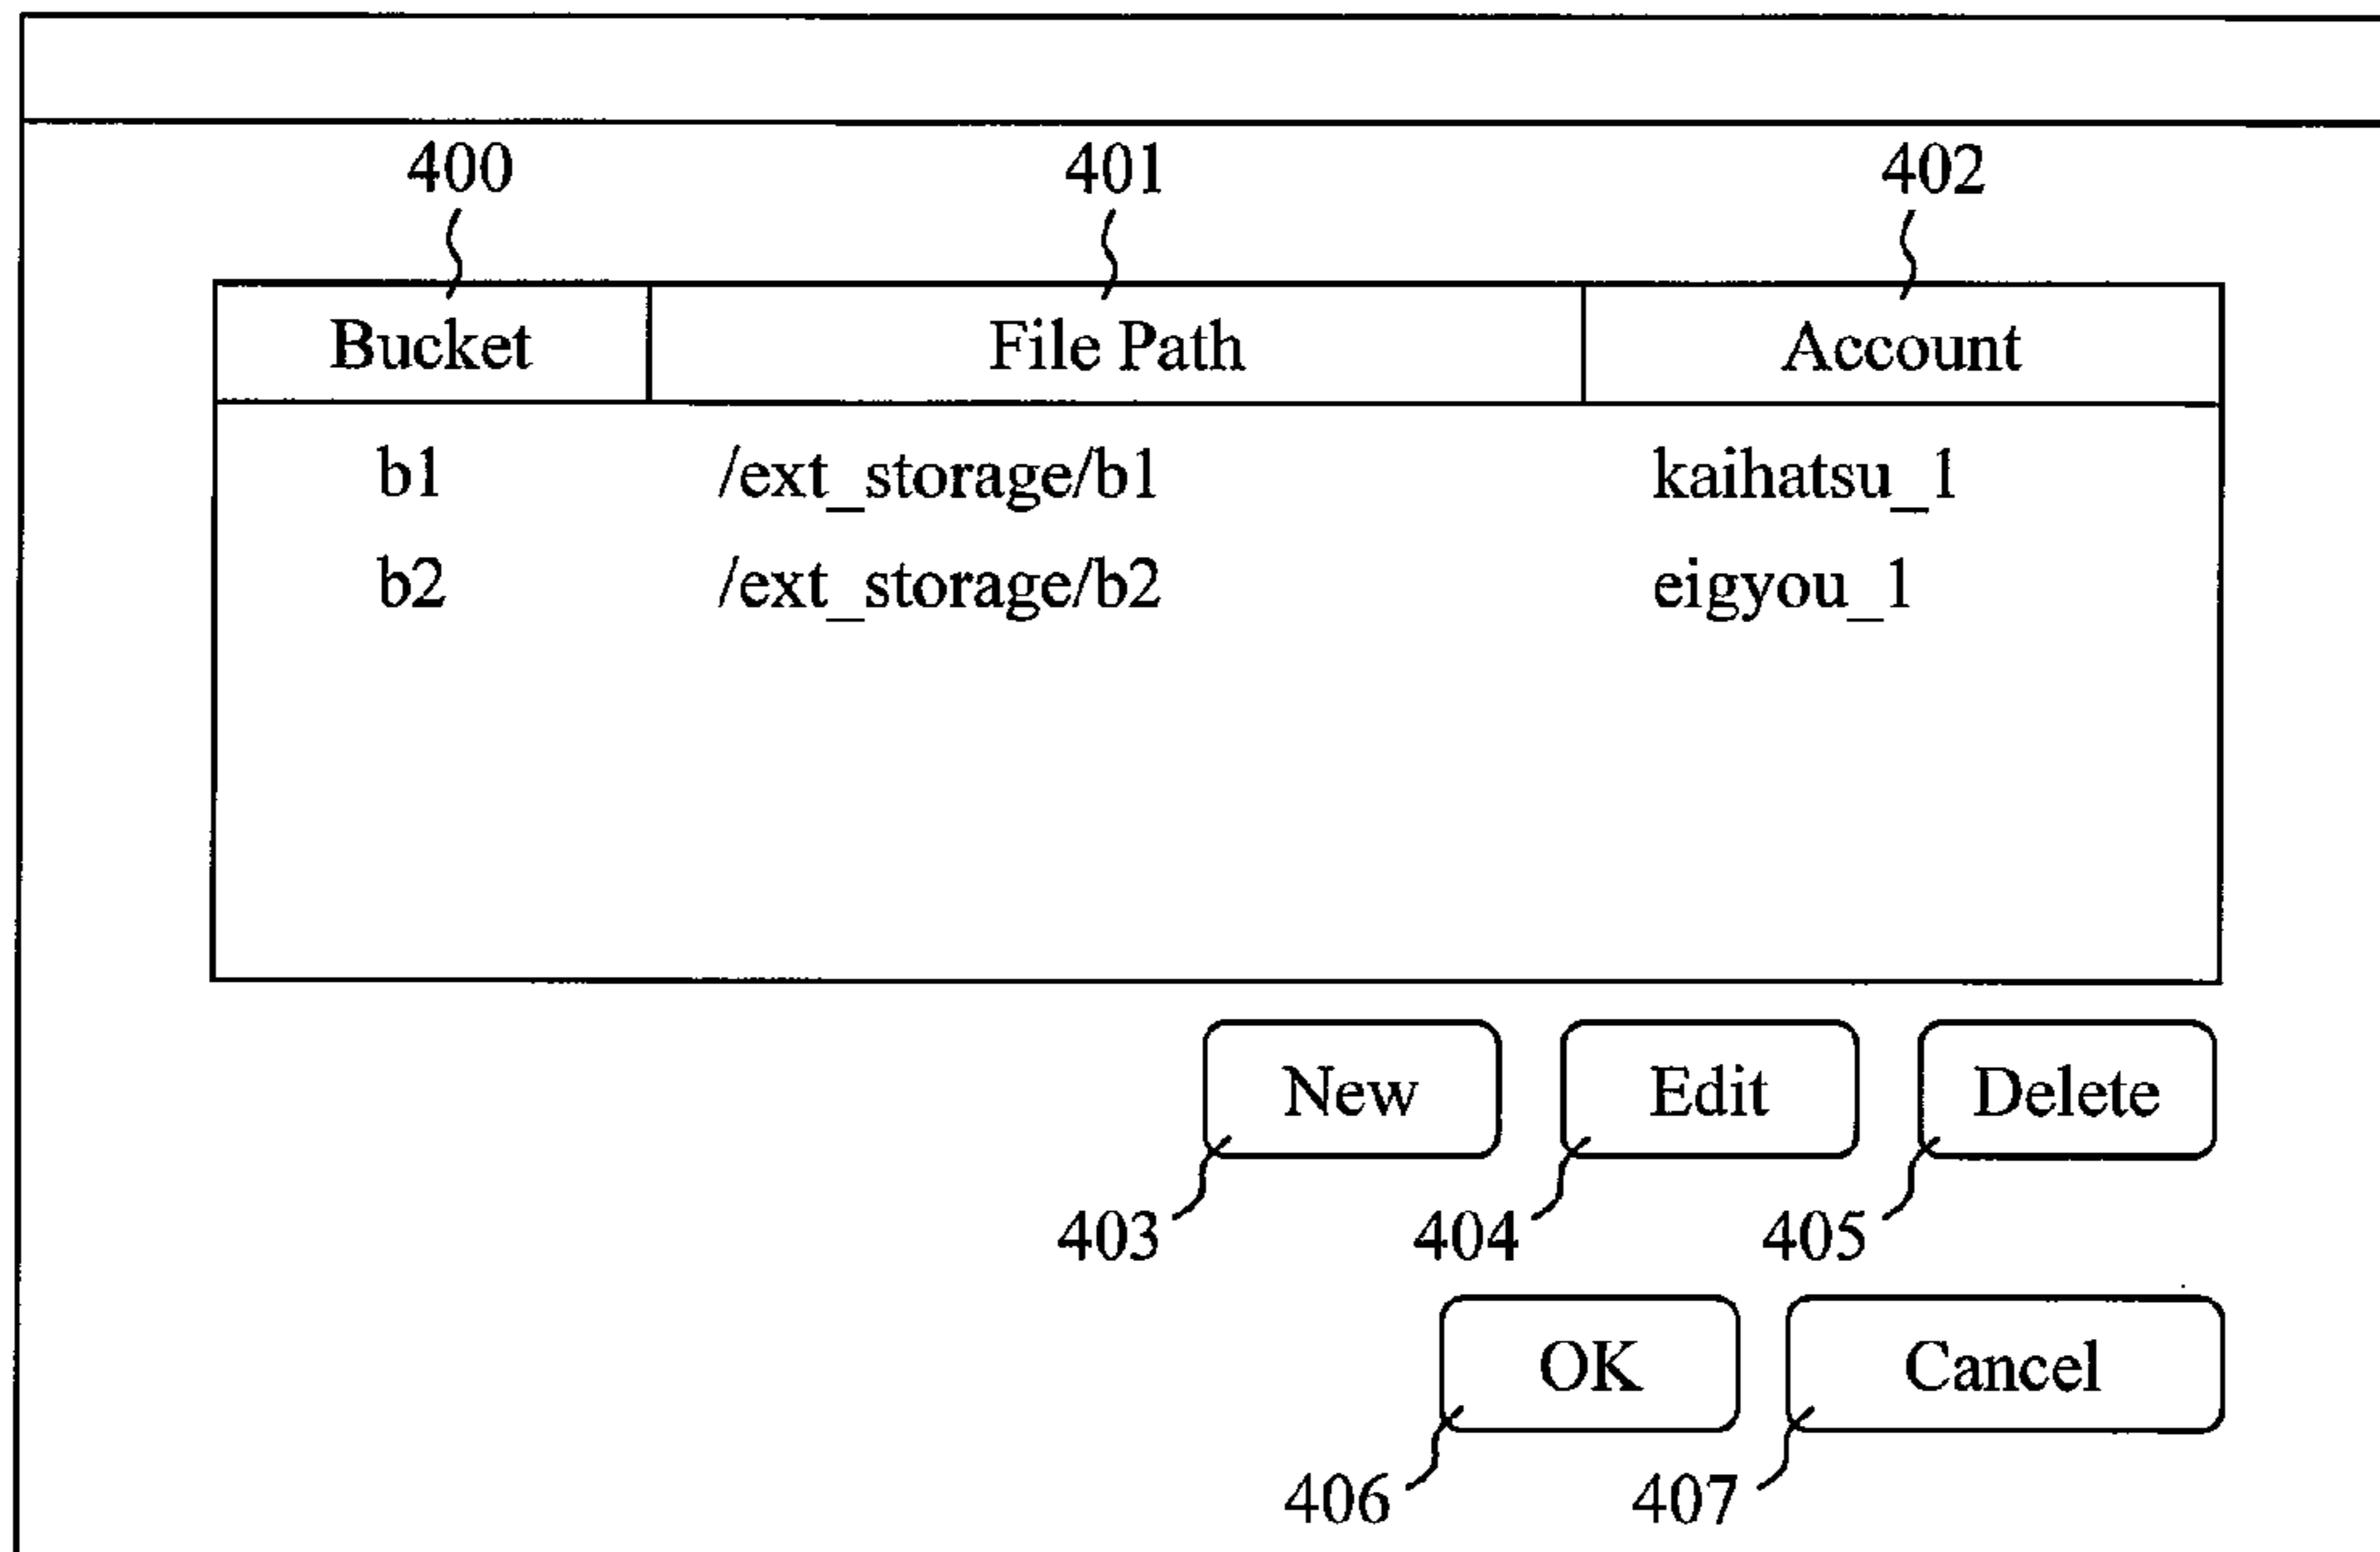 400 401 402
Bucket File Path Account
b1 /ext_storage/b1 kaihatsu_1
b2 /ext_storage/b2 eigyou_1
New Edit Delete
403 404 405
OK Cancel
406 407